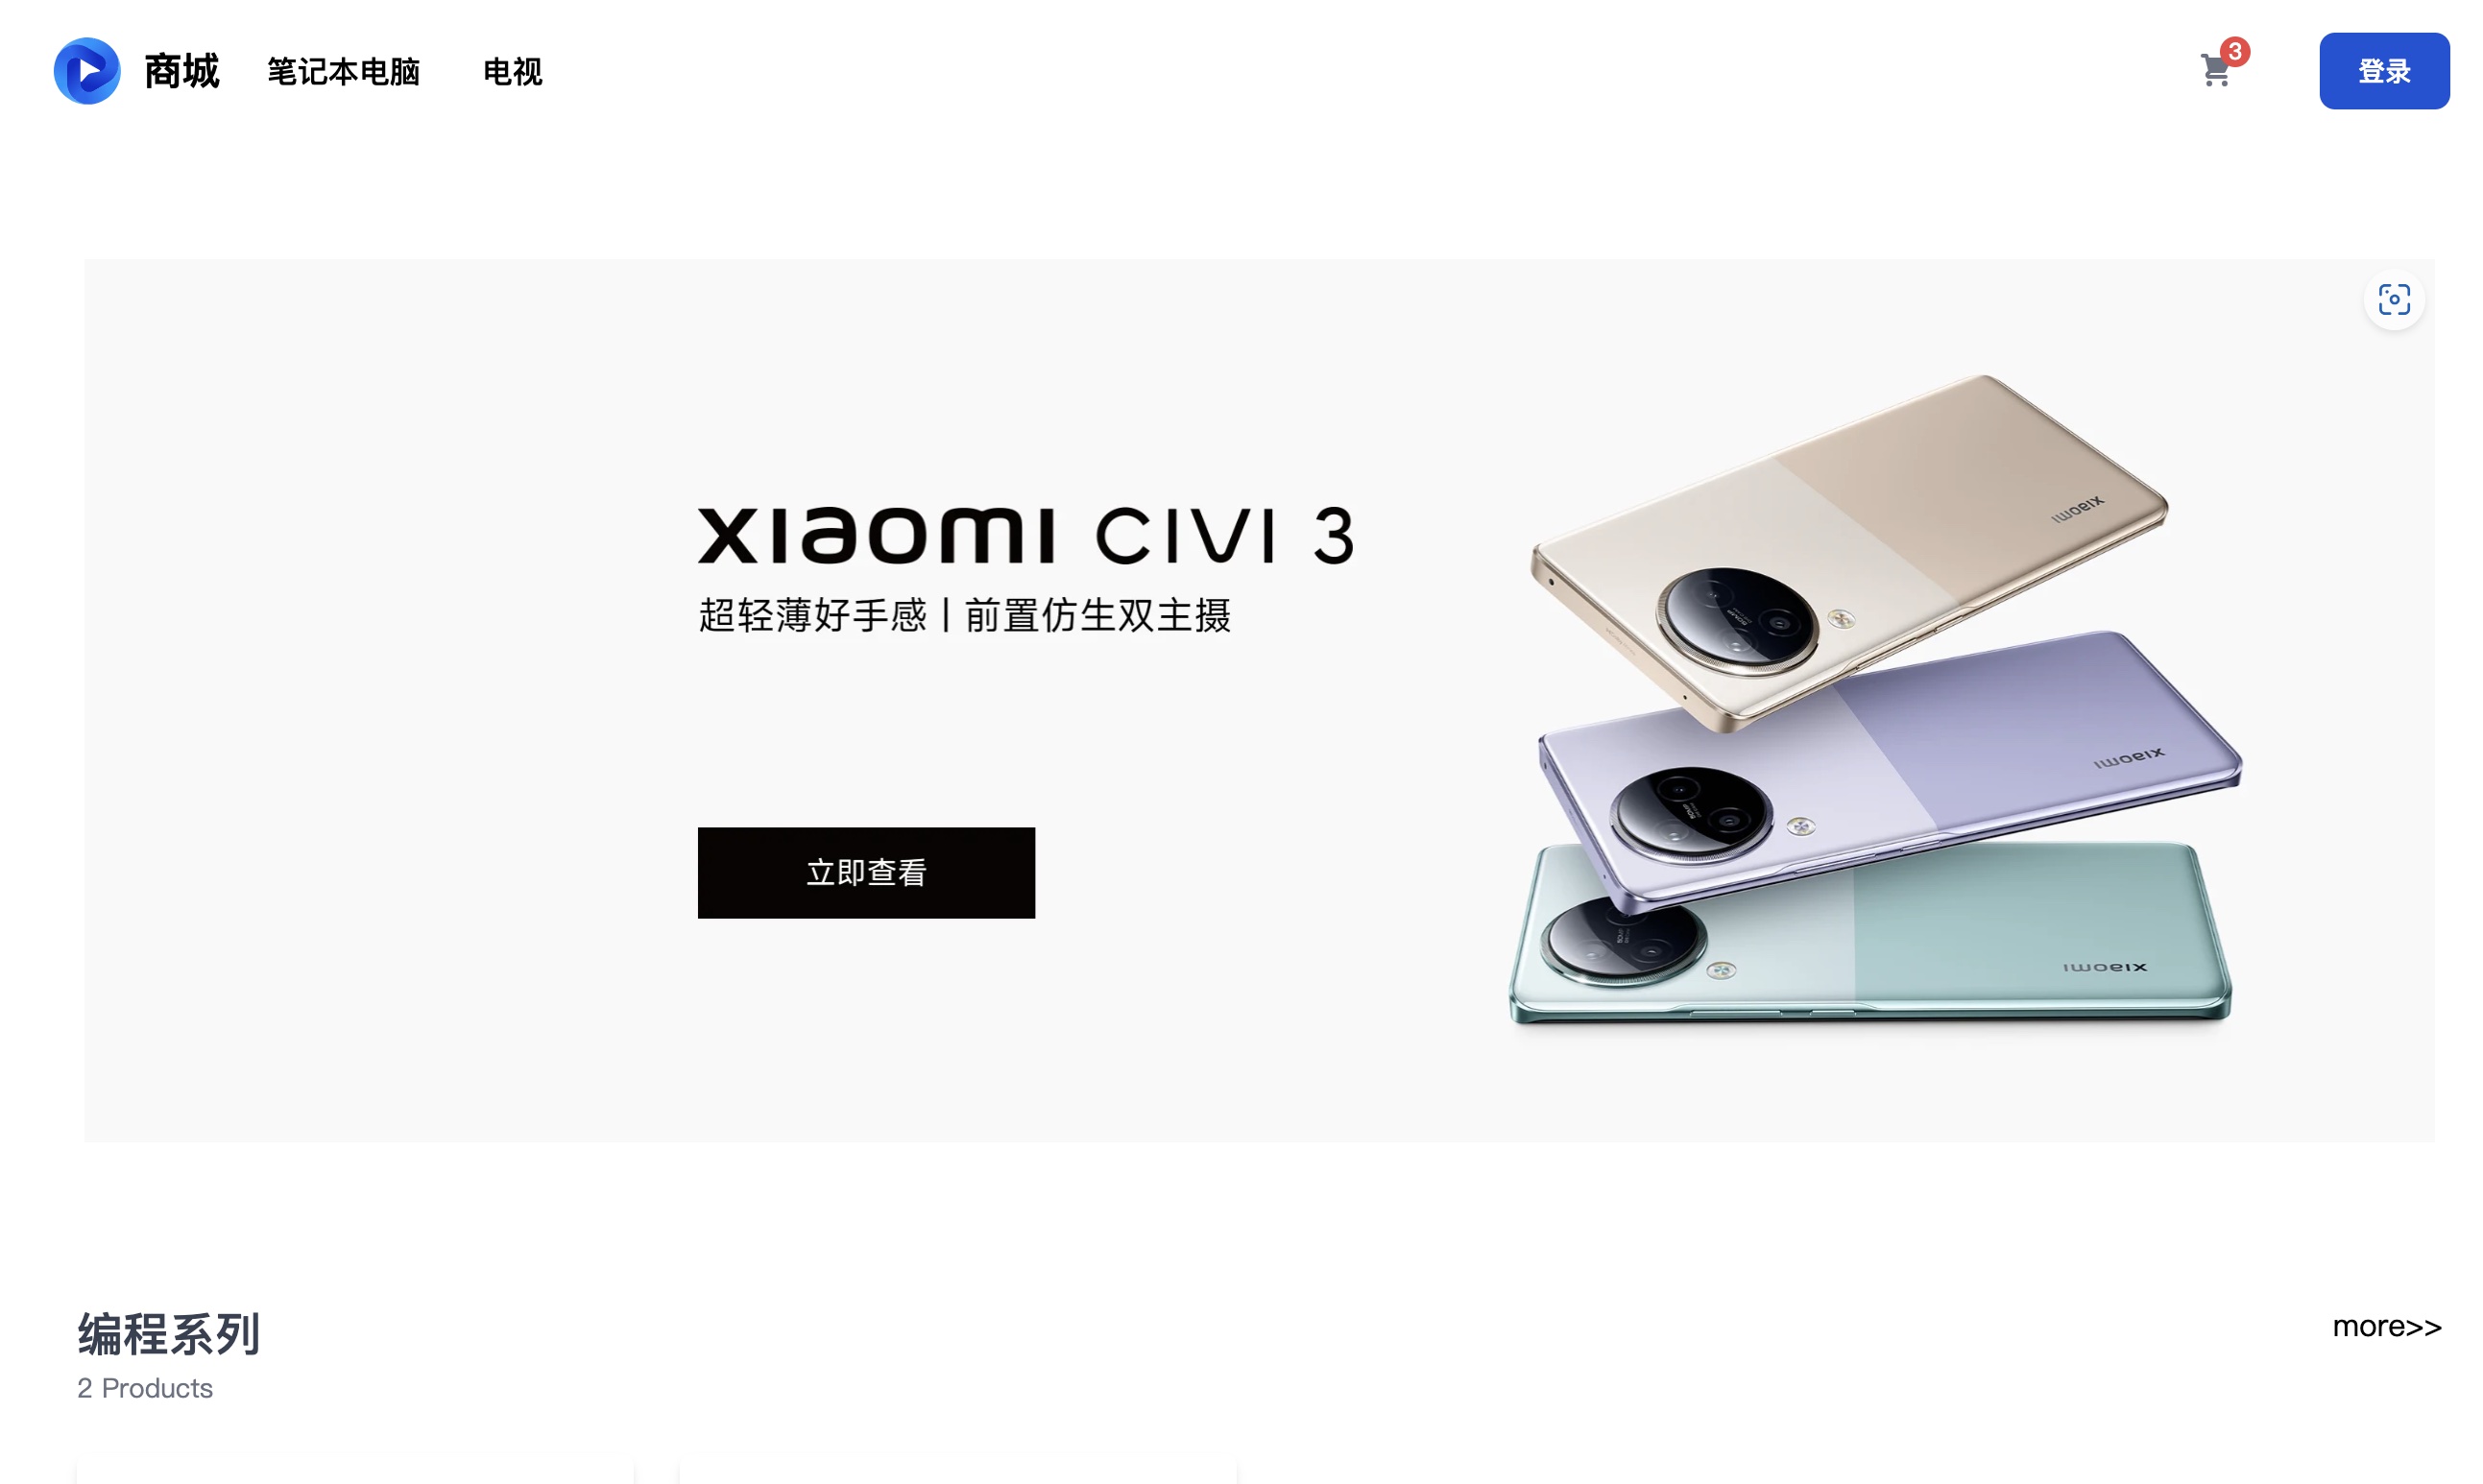 商城
笔记本电脑
电视
3
登录
xiaomi CIVI 3
超轻薄好手感 | 前置仿生双主摄
立即查看
xiaomi
xiaomi
xiaomi
编程系列
more>>
2 Products